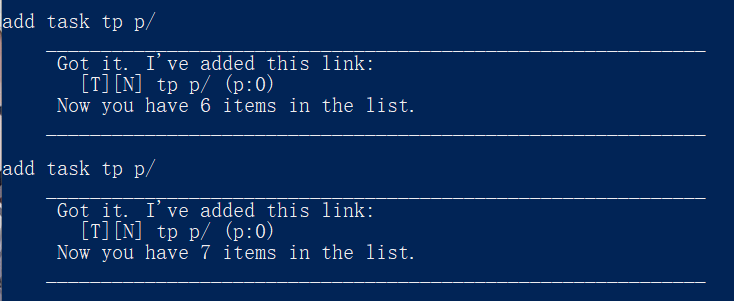 add task tp p/
____________________________________________________________
Got it. I've added this link:
[T][N] tp p/ (p:0)
Now you have 6 items in the list.
____________________________________________________________
add task tp p/
____________________________________________________________
Got it. I've added this link:
[T][N] tp p/ (p:0)
Now you have 7 items in the list.
____________________________________________________________